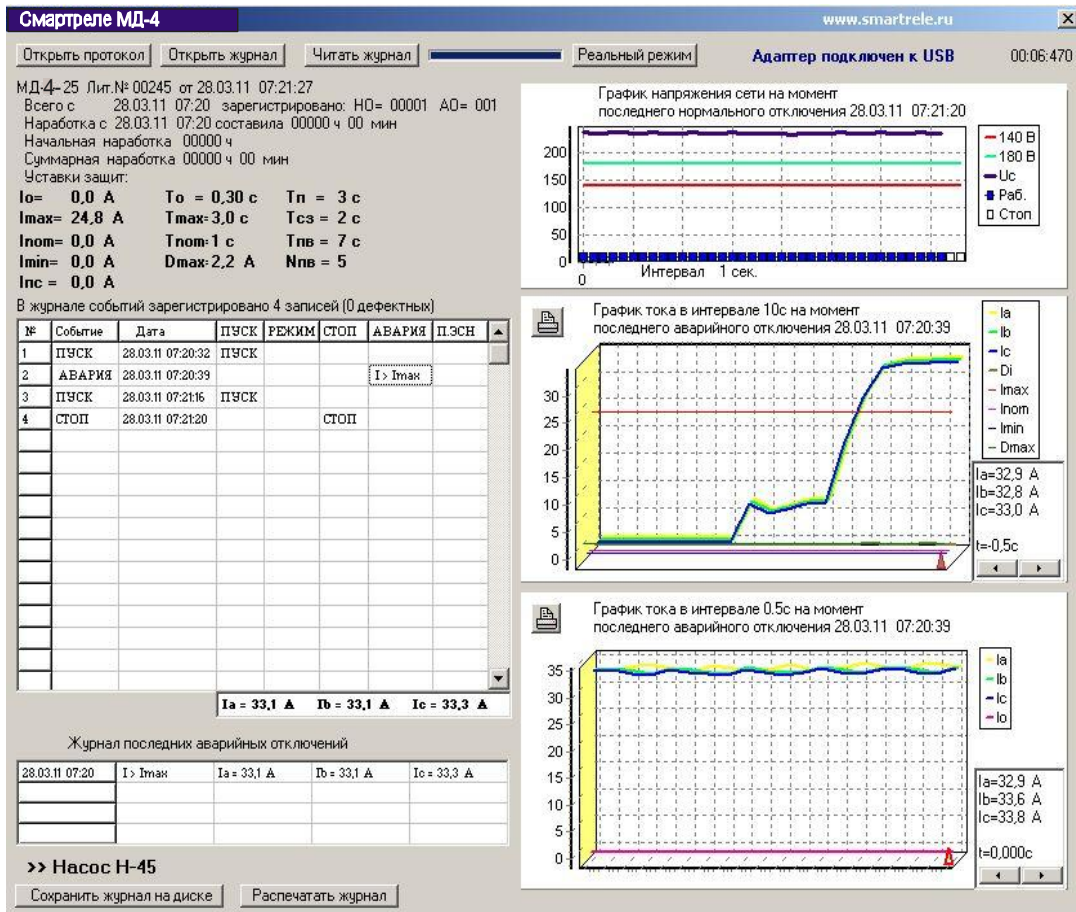 Смартреле МД-4
www.smartrele.ru
Открыть протокол Открыть журнал Читать журнал Реальный режим Адаптер подключен к USB 00:06:470
МД-4-25 Лит.№ 00245 от 28.03.11 07:21:27
Всего с 28.03.11 07:20 зарегистрировано: НО= 00001 АО= 001
Наработка с 28.03.11 07:20 составила 00000 ч 00 мин
Начальная наработка 00000 ч
Суммарная наработка 00000 ч 00 мин
Уставки защит:
Io= 0,0 А То = 0,30 с Тп = 3 с
Imax= 24,8 А Tmax= 3,0 с Тсз = 2 с
Inom= 0,0 А Tnom= 1 с Тпв = 7 с
Imin= 0,0 А Dmax= 2,2 А Nпв = 5
Inc = 0,0 А
В журнале событий зарегистрировано 4 записей (0 дефектных)
№ Событие Дата ПУСК РЕЖИМ СТОП АВАРИЯ П.ЭСН
1 ПУСК 28.03.11 07:20:32 ПУСК
2 АВАРИЯ 28.03.11 07:20:39 I > Imax
3 ПУСК 28.03.11 07:21:16 ПУСК
4 СТОП 28.03.11 07:21:20 СТОП
Ia = 33,1 А Ib = 33,1 А Ic = 33,3 А
Журнал последних аварийных отключений
28.03.11 07:20 I > Imax Ia = 33,1 А Ib = 33,1 А Ic = 33,3 А
>> Насос Н-45
Сохранить журнал на диске Распечатать журнал
График напряжения сети на момент
последнего нормального отключения 28.03.11 07:21:20
200
150
100
50
0
0
Интервал 1 сек.
140 В
180 В
Uc
Раб.
Стоп
График тока в интервале 10с на момент
последнего аварийного отключения 28.03.11 07:20:39
30
25
20
15
10
5
0
Ia
Ib
Ic
Di
Imax
Inom
Imin
Dmax
Ia=32,9 А
Ib=32,8 А
Ic=33,0 А
t=-0,5с
График тока в интервале 0.5с на момент
последнего аварийного отключения 28.03.11 07:20:39
35
30
25
20
15
10
5
0
Ia
Ib
Ic
Io
Ia=32,9 А
Ib=33,6 А
Ic=33,8 А
t=0,000с